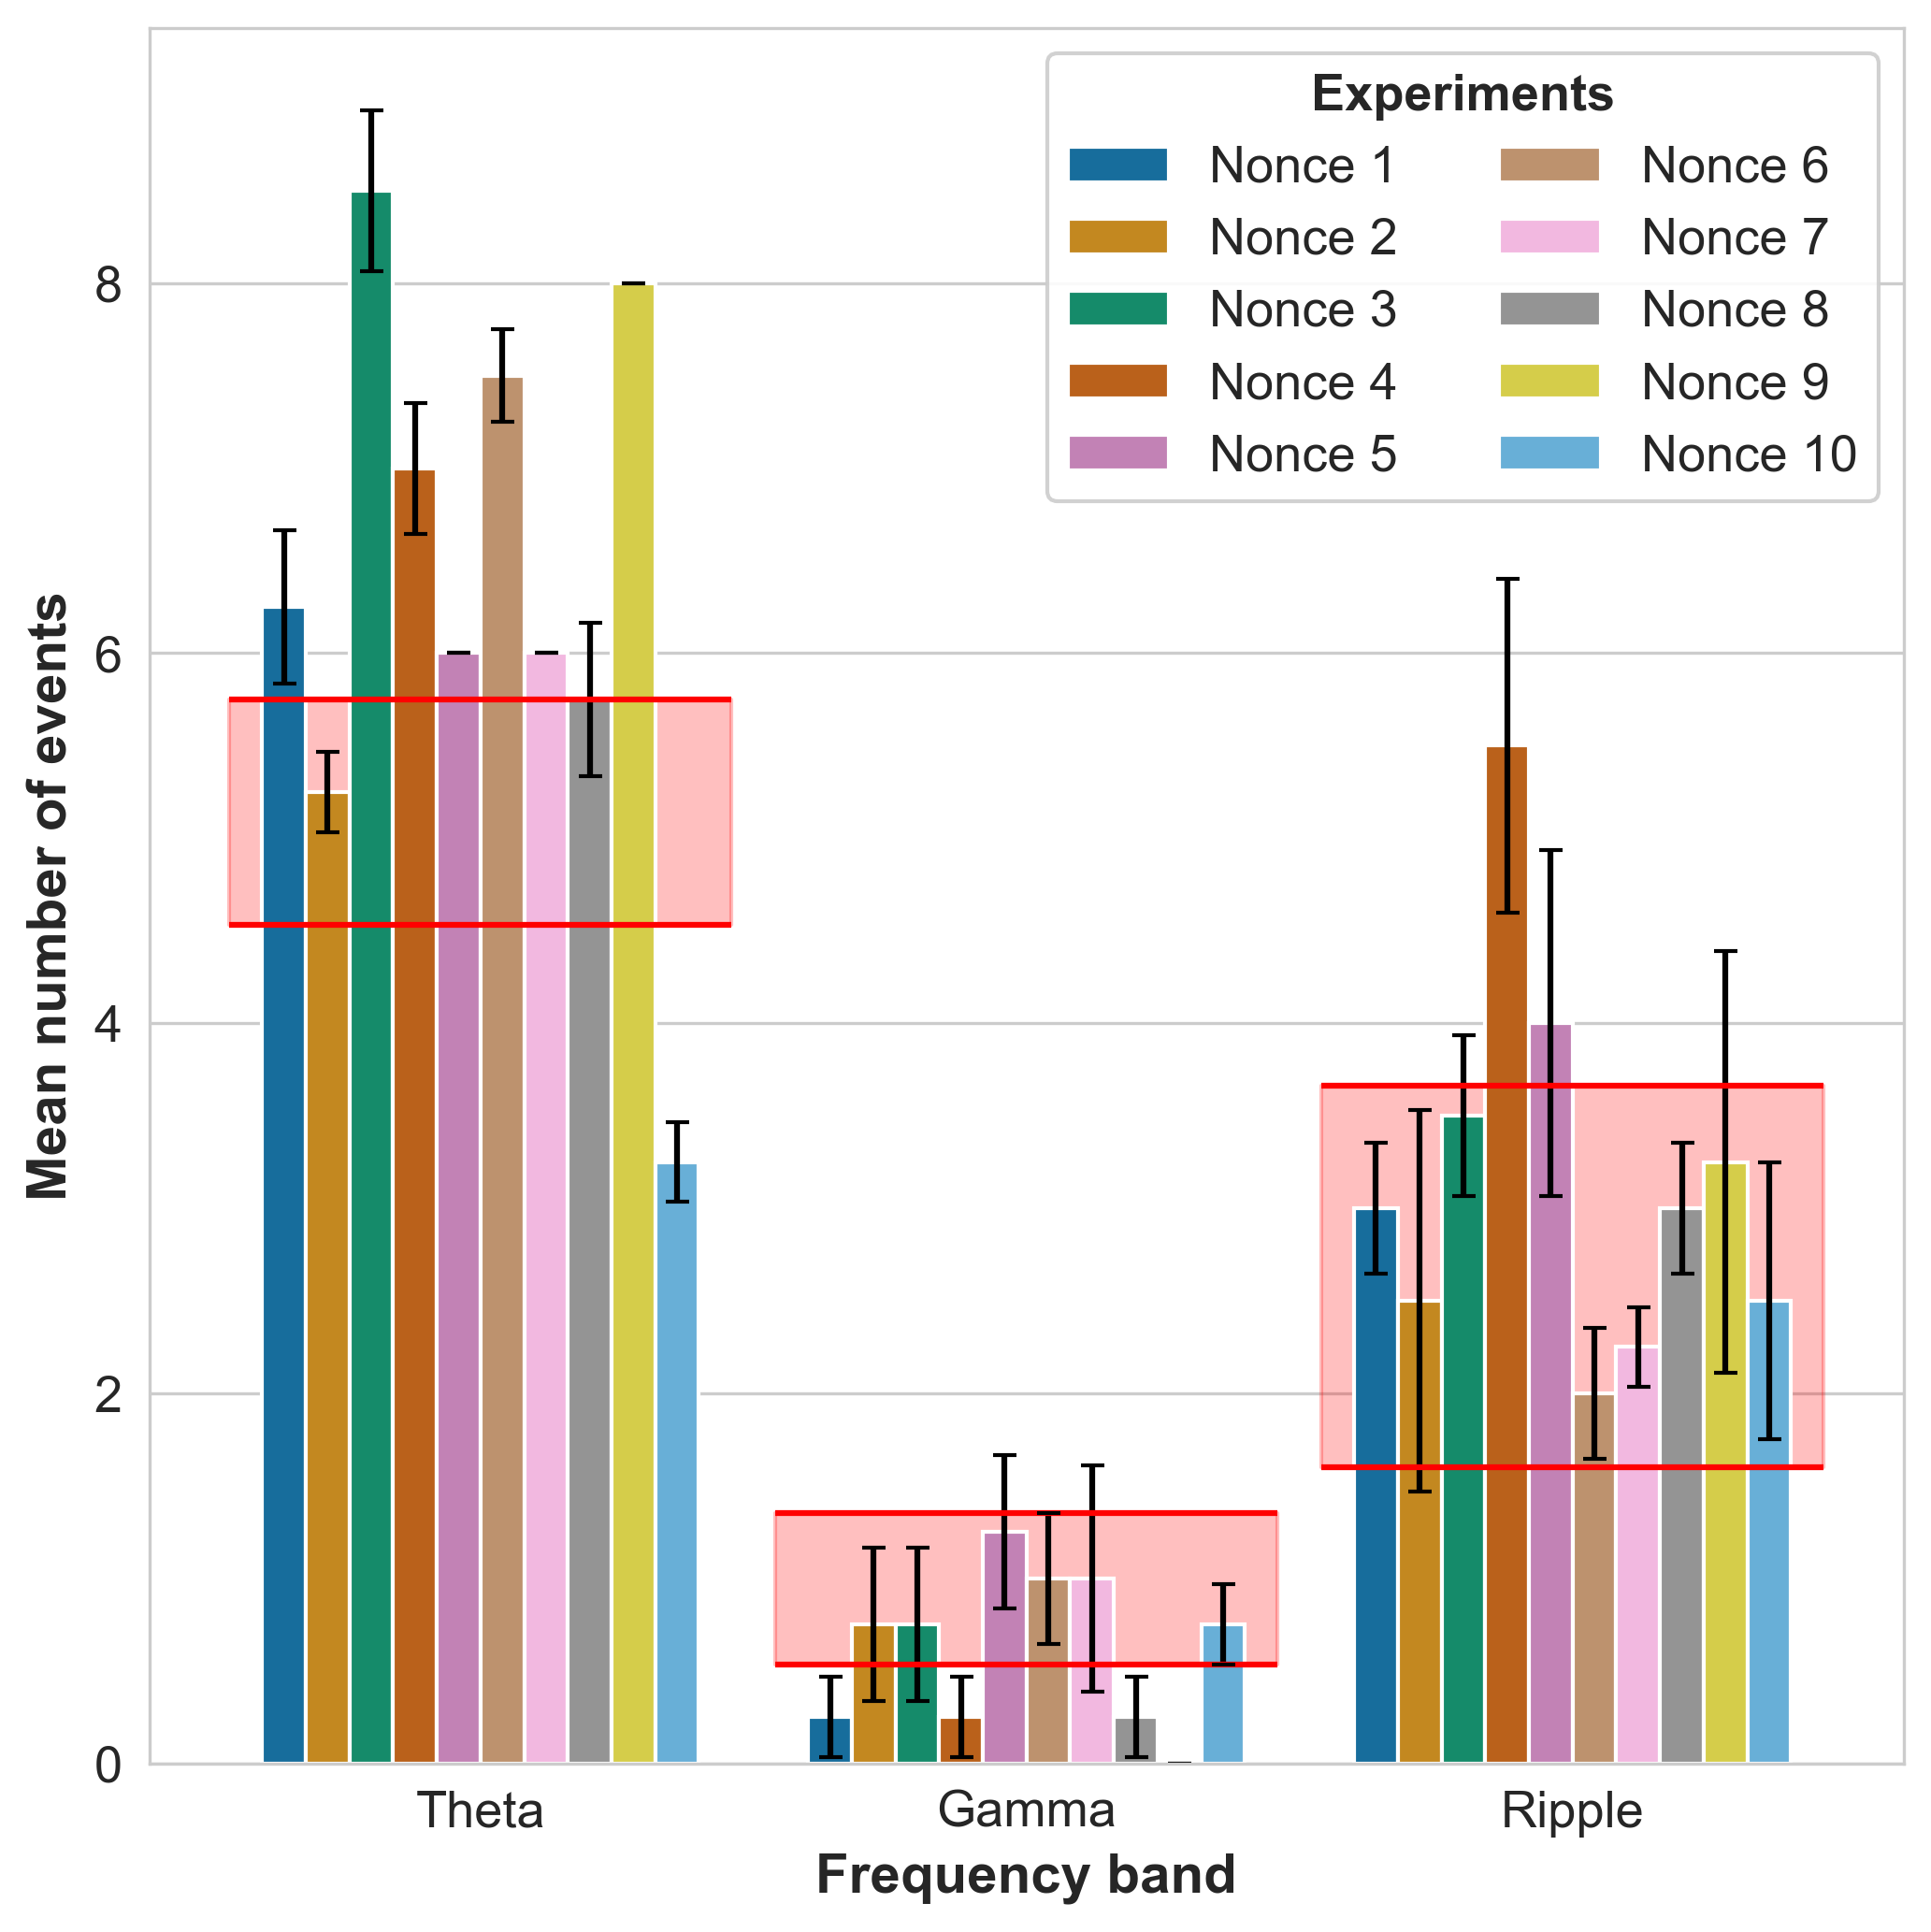 Experiments
Nonce 1
Nonce 2
Nonce 3
Nonce 4
Nonce 5
Nonce 6
Nonce 7
Nonce 8
Nonce 9
Nonce 10
Mean number of events
8
6
4
2
0
Theta
Gamma
Ripple
Frequency band